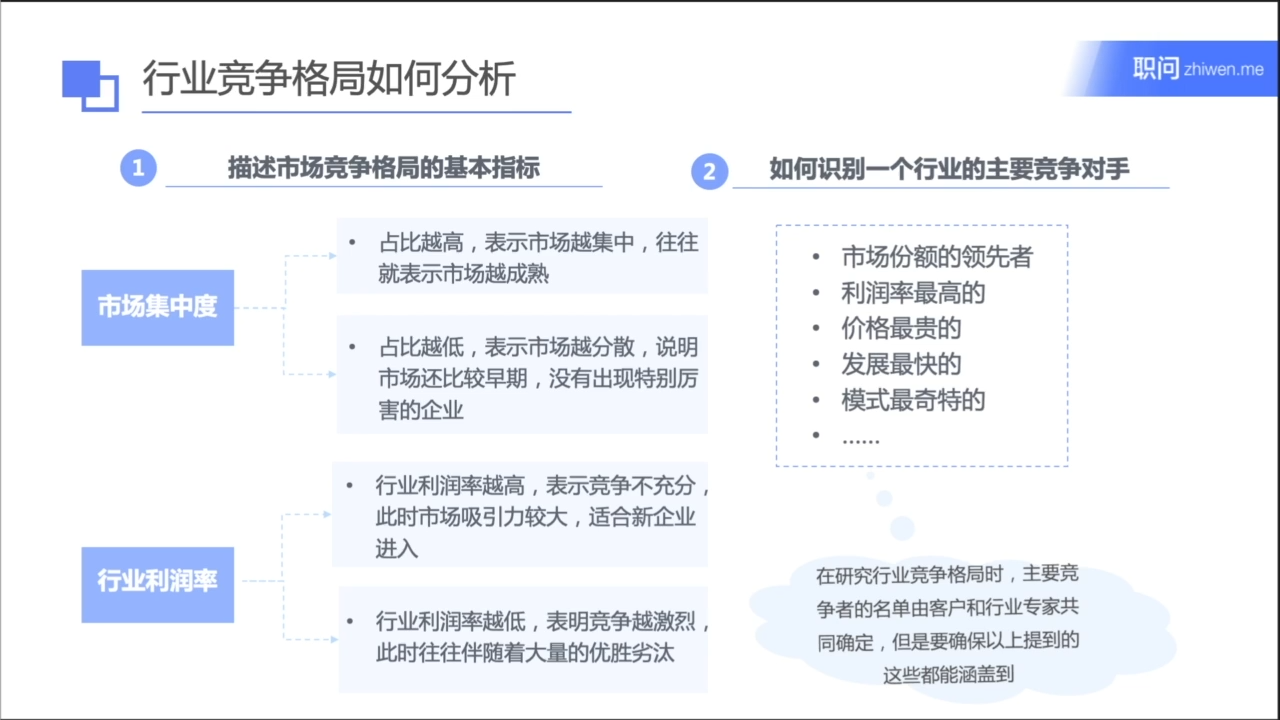 行业竞争格局如何分析
职问 zhiwen.me
1 描述市场竞争格局的基本指标
市场集中度
• 占比越高，表示市场越集中，往往
就表示市场越成熟
• 占比越低，表示市场越分散，说明
市场还比较早期，没有出现特别厉
害的企业
行业利润率
• 行业利润率越高，表示竞争不充分，
此时市场吸引力较大，适合新企业
进入
• 行业利润率越低，表明竞争越激烈，
此时往往伴随着大量的优胜劣汰
2 如何识别一个行业的主要竞争对手
• 市场份额的领先者
• 利润率最高的
• 价格最贵的
• 发展最快的
• 模式最奇特的
• ......
在研究行业竞争格局时，主要竞
争者的名单由客户和行业专家共
同确定，但是要确保以上提到的
这些都能涵盖到